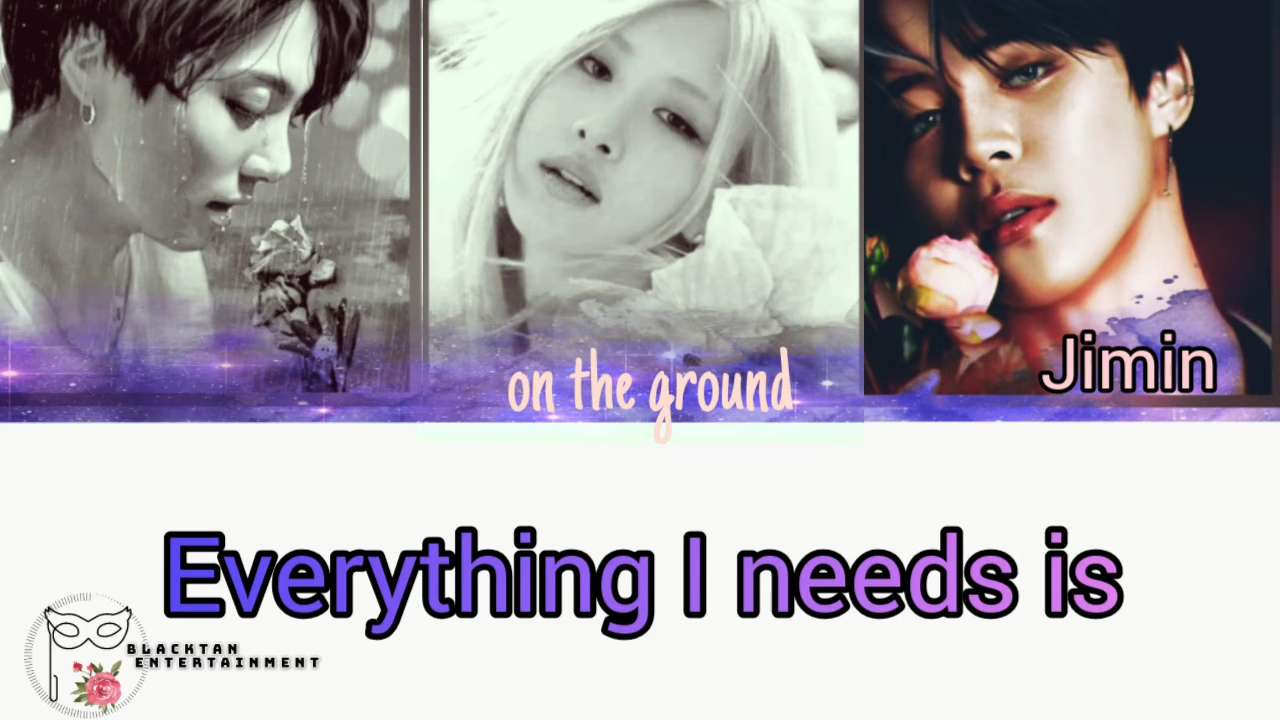 Jimin
on the ground
Everything I needs is
BLACKTAN
ENTERTAINMENT